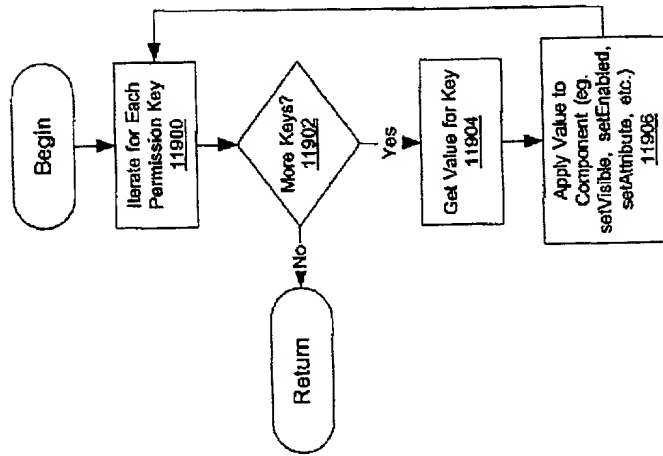 Begin
Iterate for Each
Permission Key
11900
More Keys?
11902
No
Return
Yes
Get Value for Key
11904
Apply Value to
Component (eg.
setVisible, setEnabled,
setAttribute, etc.)
11906